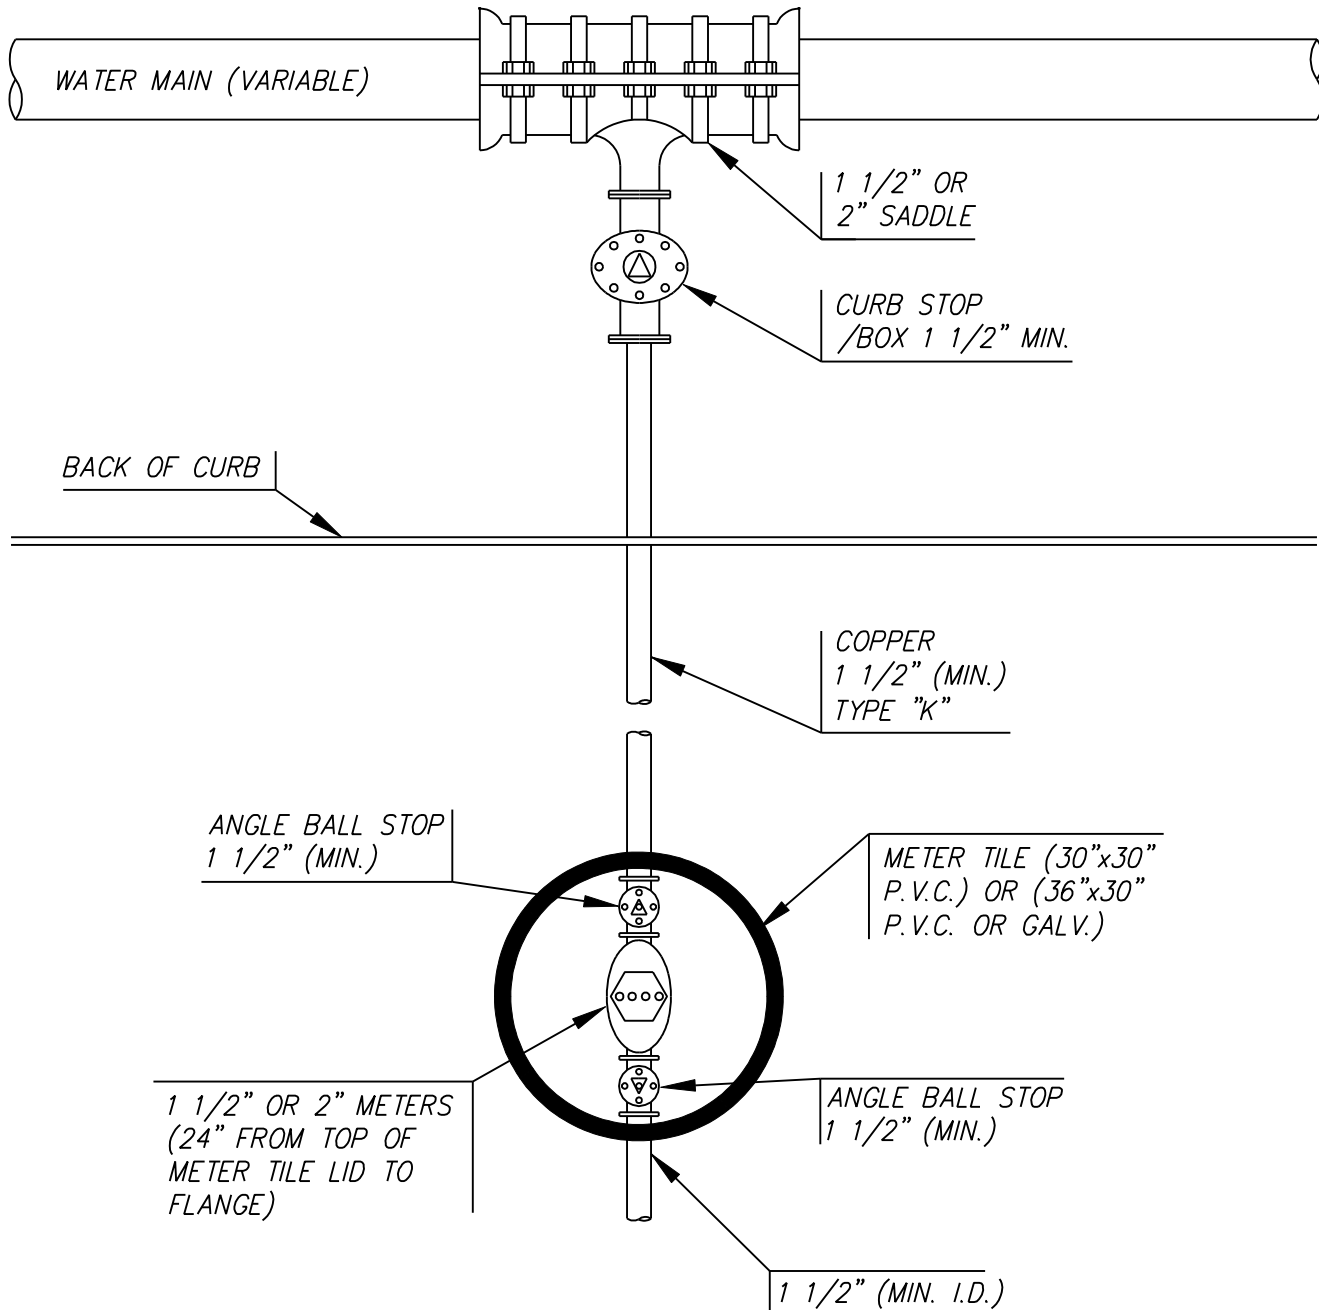 WATER MAIN (VARIABLE)
1 1/2" OR
2" SADDLE
CURB STOP
/BOX 1 1/2" MIN.
BACK OF CURB
COPPER
1 1/2" (MIN.)
TYPE "K"
ANGLE BALL STOP
1 1/2" (MIN.)
METER TILE (30"x30"
P.V.C.) OR (36"x30"
P.V.C. OR GALV.)
1 1/2" OR 2" METERS
(24" FROM TOP OF
METER TILE LID TO
FLANGE)
ANGLE BALL STOP
1 1/2" (MIN.)
1 1/2" (MIN. I.D.)